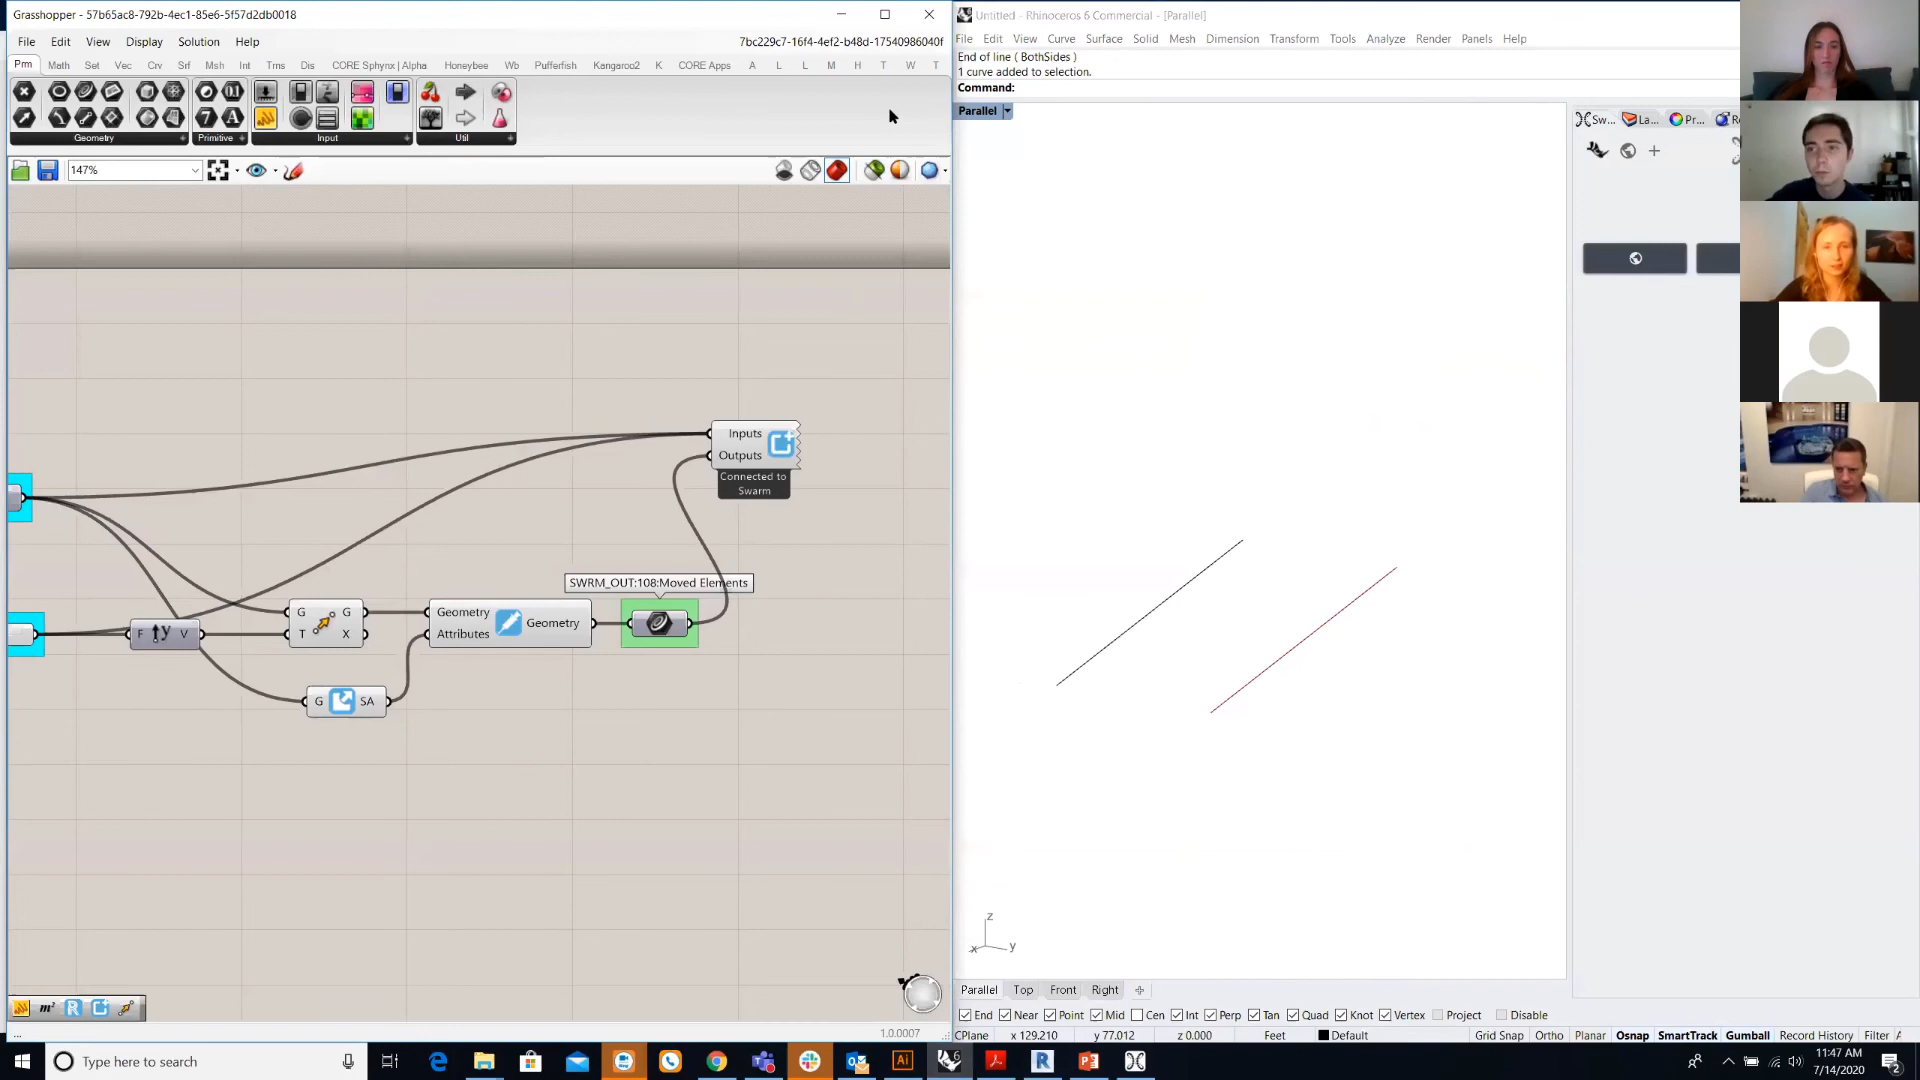 Grasshopper - 57b65ac8-792b-4ec1-85e6-5f57d2db0018
File Edit View Display Solution Help
7bc229c7-16f4-4ef2-b48d-17540986040f
Prm Math Set Vec Crv Srf Msh Int Trns Dis CORE Sphynx | Alpha Honeybee Wb Pufferfish Kangaroo2 K CORE Apps A L L M H T W T
Geometry Primitive Input Util
147%
Inputs
Outputs
Connected to
Swarm
SWRM_OUT:108:Moved Elements
F V
G G
T X
Geometry
Attributes
Geometry
G SA
1.0.0007
Untitled - Rhinoceros 6 Commercial - [Parallel]
File Edit View Curve Surface Solid Mesh Dimension Transform Tools Analyze Render Panels Help
End of line ( BothSides )
1 curve added to selection.
Command:
Parallel
Sw... La... Pr...
z
x y
Parallel Top Front Right
End Near Point Mid Cen Int Perp Tan Quad Knot Vertex Project Disable
CPlane x 129.210 y 77.012 z 0.000 Feet Default Grid Snap Ortho Planar Osnap SmartTrack Gumball Record History Filter
Type here to search
11:47 AM
7/14/2020
2